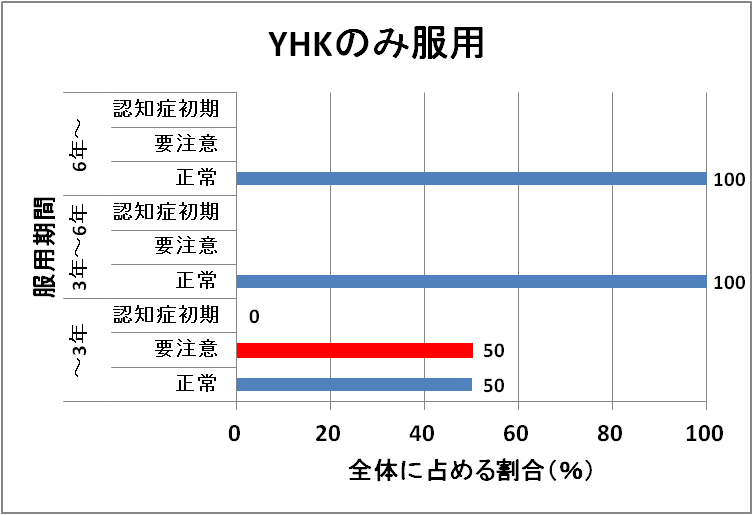 YHKのみ服用
服用期間
6年~
認知症初期
要注意
正常
100
3年~6年
認知症初期
要注意
正常
100
~3年
認知症初期
0
要注意
50
正常
50
0 20 40 60 80 100
全体に占める割合(%)